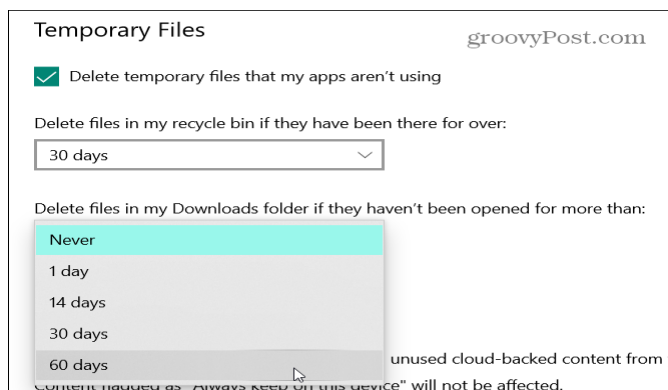 Temporary Files
groovyPost.com
Delete temporary files that my apps aren't using
Delete files in my recycle bin if they have been there for over:
30 days
Delete files in my Downloads folder if they haven't been opened for more than:
Never
1 day
14 days
30 days
60 days
unused cloud-backed content from
Content flagged as "Always keep on this device" will not be affected.